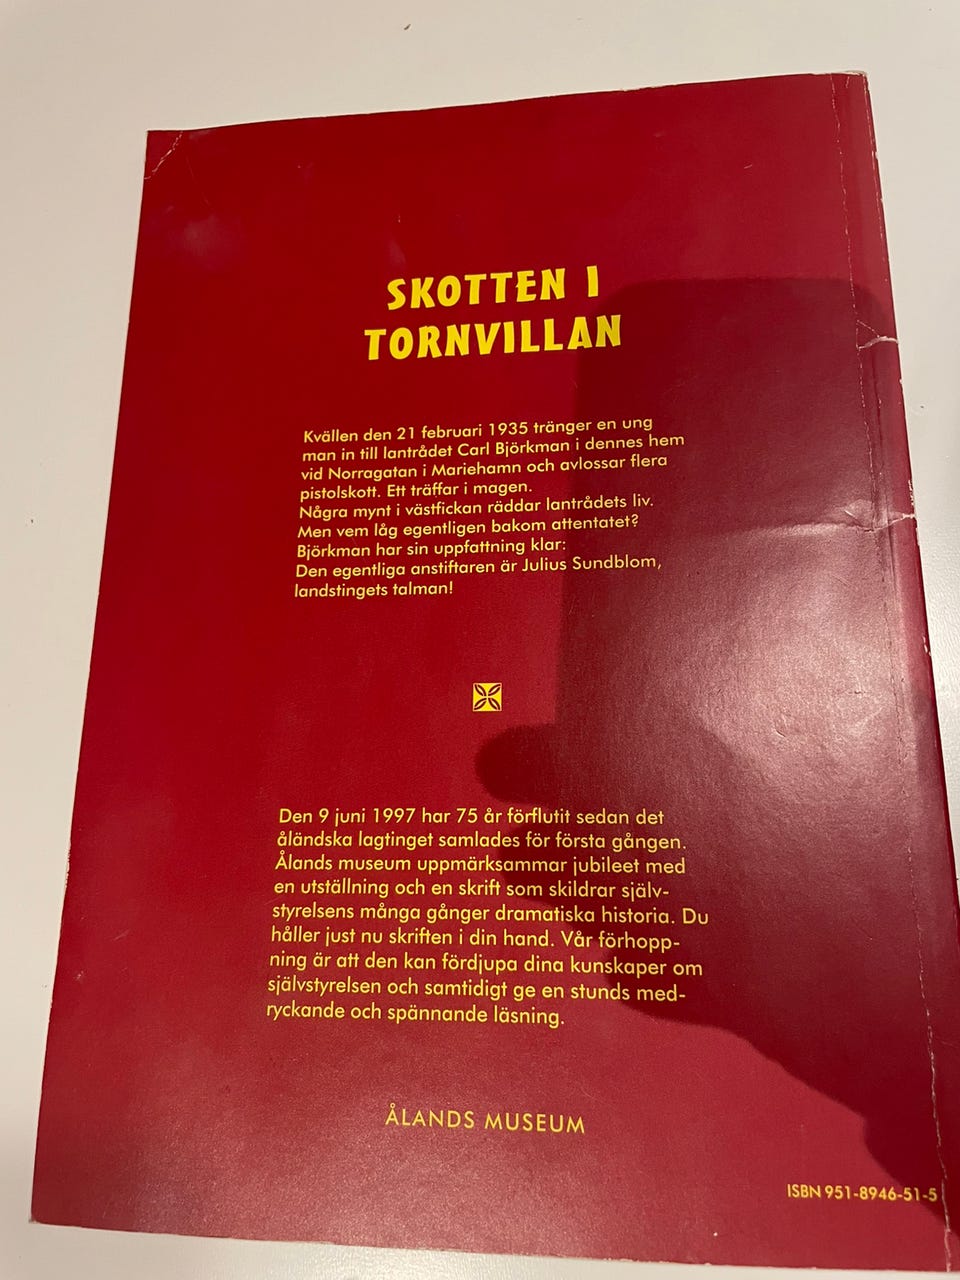 SKOTTEN I
TORNVILLAN
Kvällen den 21 februari 1935 tränger en ung
man in till lantrådet Carl Björkman i dennes hem
vid Norragatan i Mariehamn och avlossar flera
pistolskott. Ett träffar i magen.
Några mynt i västfickan räddar lantrådets liv.
Men vem låg egentligen bakom attentatet?
Björkman har sin uppfattning klar:
Den egentliga anstiftaren är Julius Sundblom,
landstingets talman!
Den 9 juni 1997 har 75 år förflutit sedan det
åländska lagtinget samlades för första gången.
Ålands museum uppmärksammar jubileet med
en utställning och en skrift som skildrar själv-
styrelsens många gånger dramatiska historia. Du
håller just nu skriften i din hand. Vår förhopp-
ning är att den kan fördjupa dina kunskaper om
självstyrelsen och samtidigt ge en stunds med-
ryckande och spännande läsning.
ÅLANDS MUSEUM
ISBN 951-8946-51-5